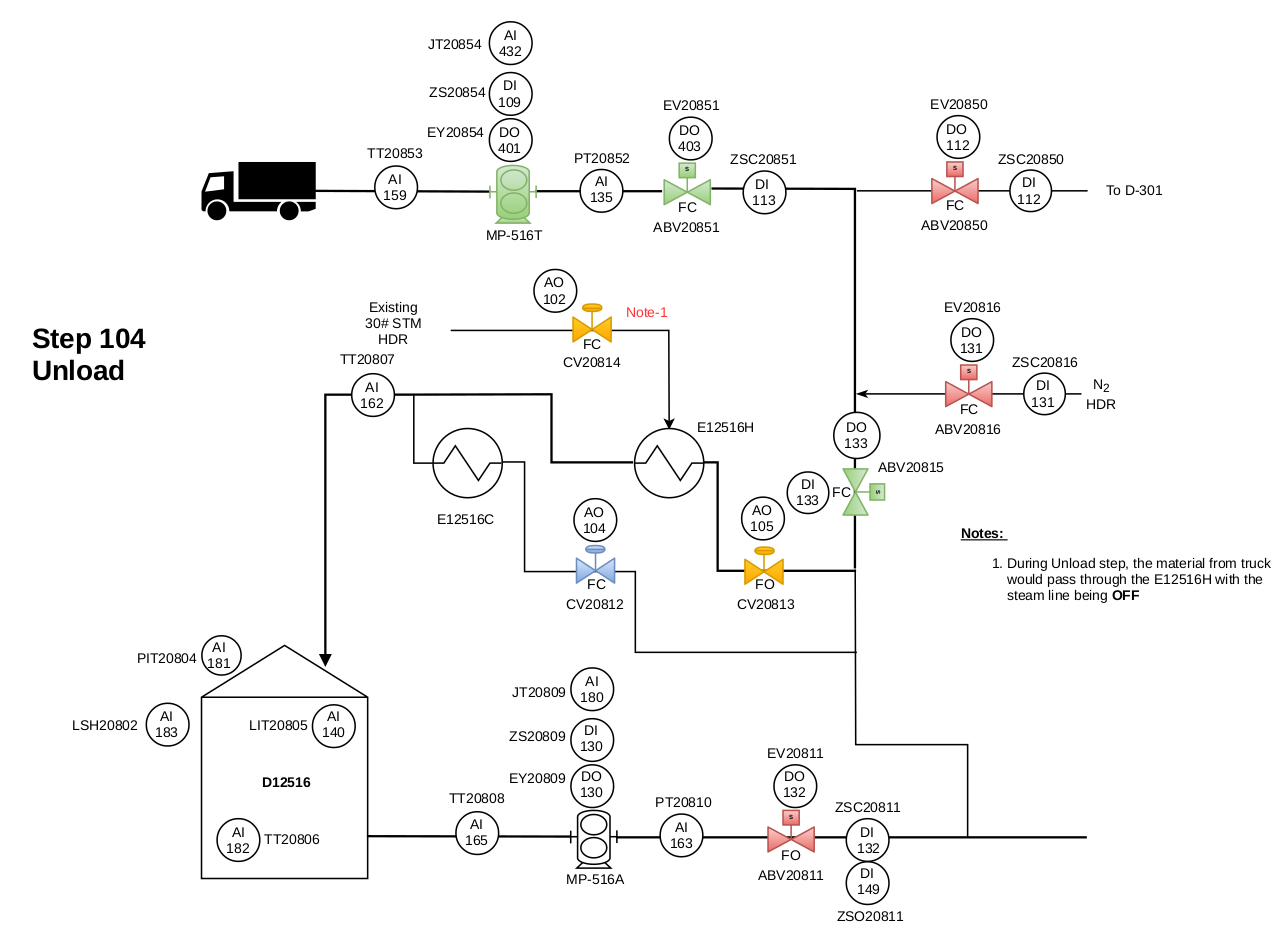 AI
432
JT20854
DI
109
ZS20854
DO
401
EY20854
TT20853
AI
159
MP-516T
PT20852
AI
135
EV20851
DO
403
s
FC
ABV20851
ZSC20851
DI
113
EV20850
DO
112
s
FC
ABV20850
ZSC20850
DI
112
To D-301
Step 104
Unload
Existing
30# STM
HDR
AO
102
FC
CV20814
Note-1
TT20807
AI
162
E12516C
E12516H
EV20816
DO
131
s
FC
ABV20816
ZSC20816
DI
131
N2
HDR
DO
133
ABV20815
DI
133
FC
s
AO
104
FC
CV20812
AO
105
FO
CV20813
Notes:
1. During Unload step, the material from truck
would pass through the E12516H with the
steam line being OFF
PIT20804
AI
181
LSH20802
AI
183
LIT20805
AI
140
D12516
AI
182
TT20806
JT20809
AI
180
ZS20809
DI
130
EY20809
DO
130
TT20808
AI
165
MP-516A
PT20810
AI
163
EV20811
DO
132
s
FO
ABV20811
ZSC20811
DI
132
DI
149
ZSO20811